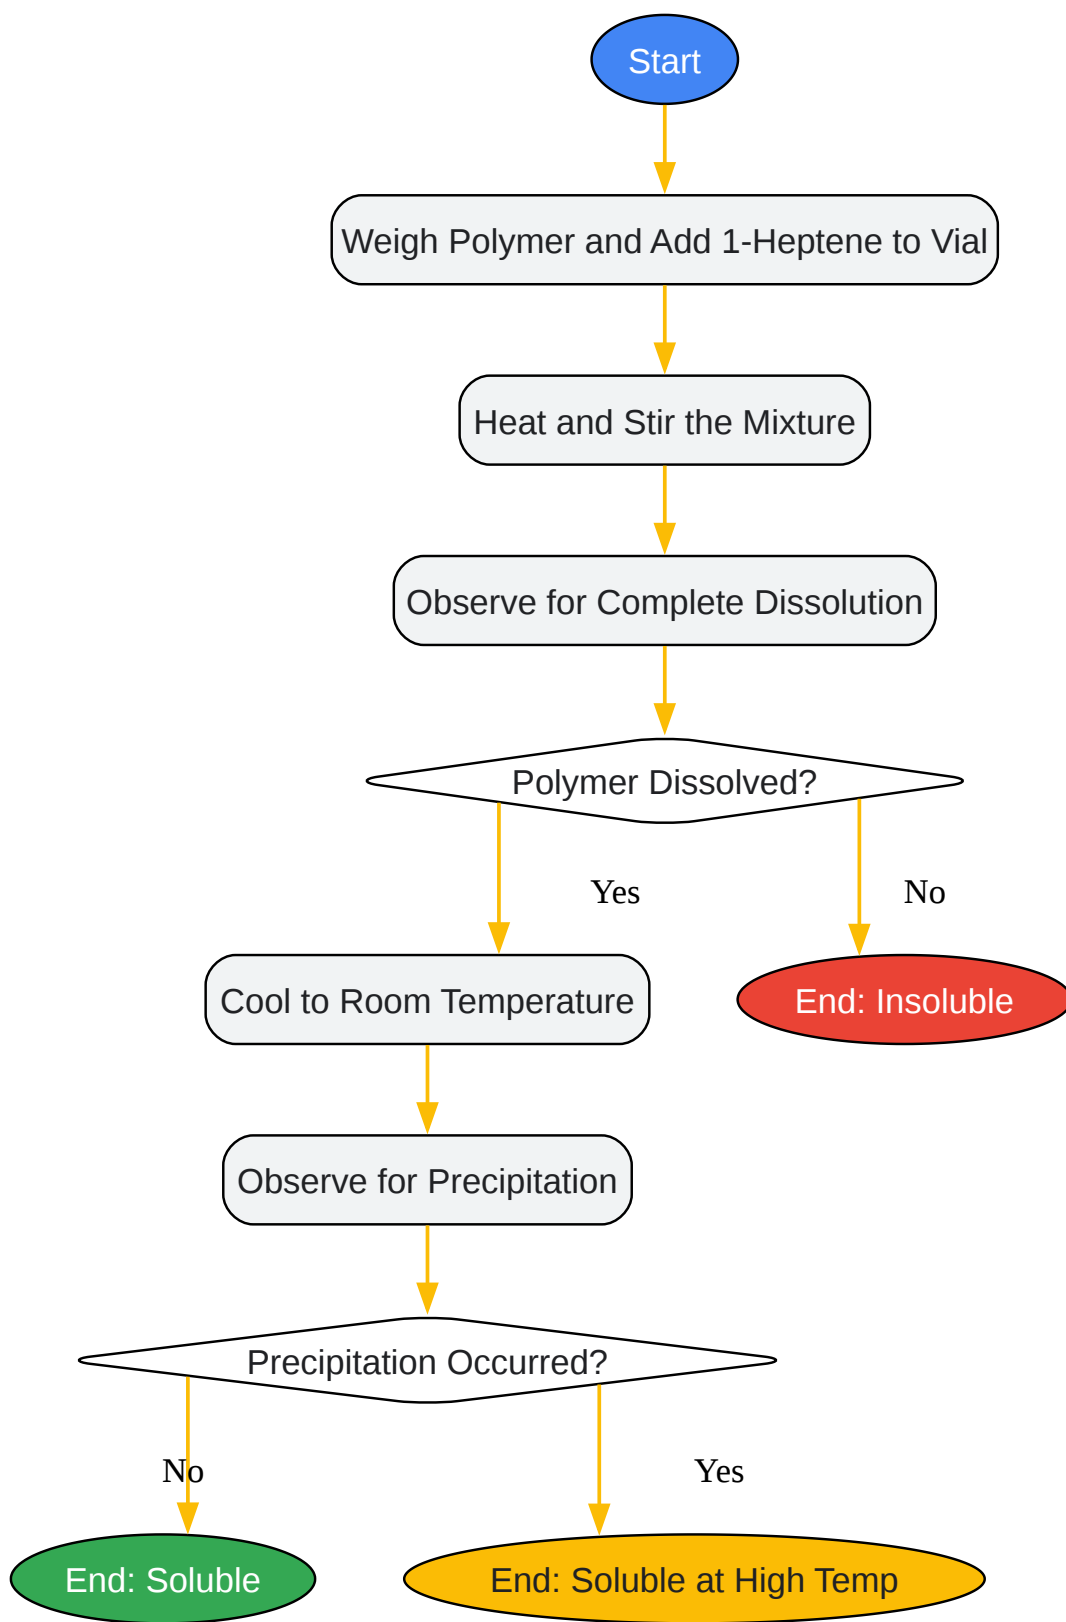 Start
Weigh Polymer and Add 1-Heptene to Vial
Heat and Stir the Mixture
Observe for Complete Dissolution
Polymer Dissolved?
Yes
No
Cool to Room Temperature
End: Insoluble
Observe for Precipitation
Precipitation Occurred?
No
Yes
End: Soluble
End: Soluble at High Temp